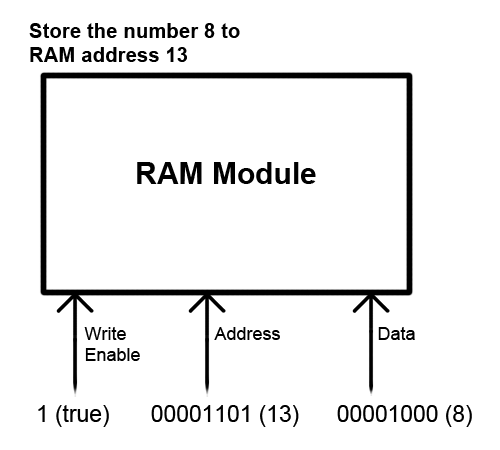 Store the number 8 to
RAM address 13
RAM Module
Write
Enable
Address
Data
1 (true)
00001101 (13)
00001000 (8)